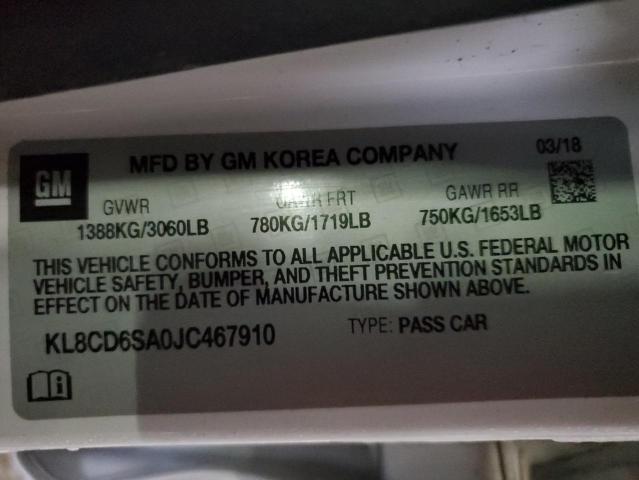 MFD BY GM KOREA COMPANY 03/18
GM
GVWR GAWR FRT GAWR RR
1388KG/3060LB 780KG/1719LB 750KG/1653LB
THIS VEHICLE CONFORMS TO ALL APPLICABLE U.S. FEDERAL MOTOR
VEHICLE SAFETY, BUMPER, AND THEFT PREVENTION STANDARDS IN
EFFECT ON THE DATE OF MANUFACTURE SHOWN ABOVE.
KL8CD6SA0JC467910 TYPE: PASS CAR